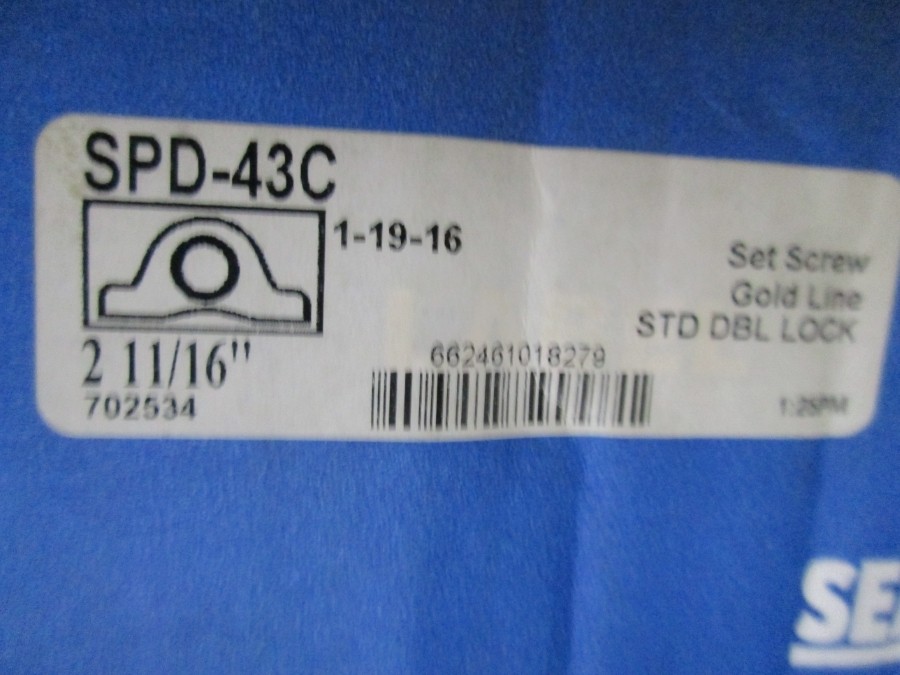 SPD-43C
1-19-16
Set Screw
Gold Line
STD DBL LOCK
2 11/16"
662461018279
702534
1:25PM